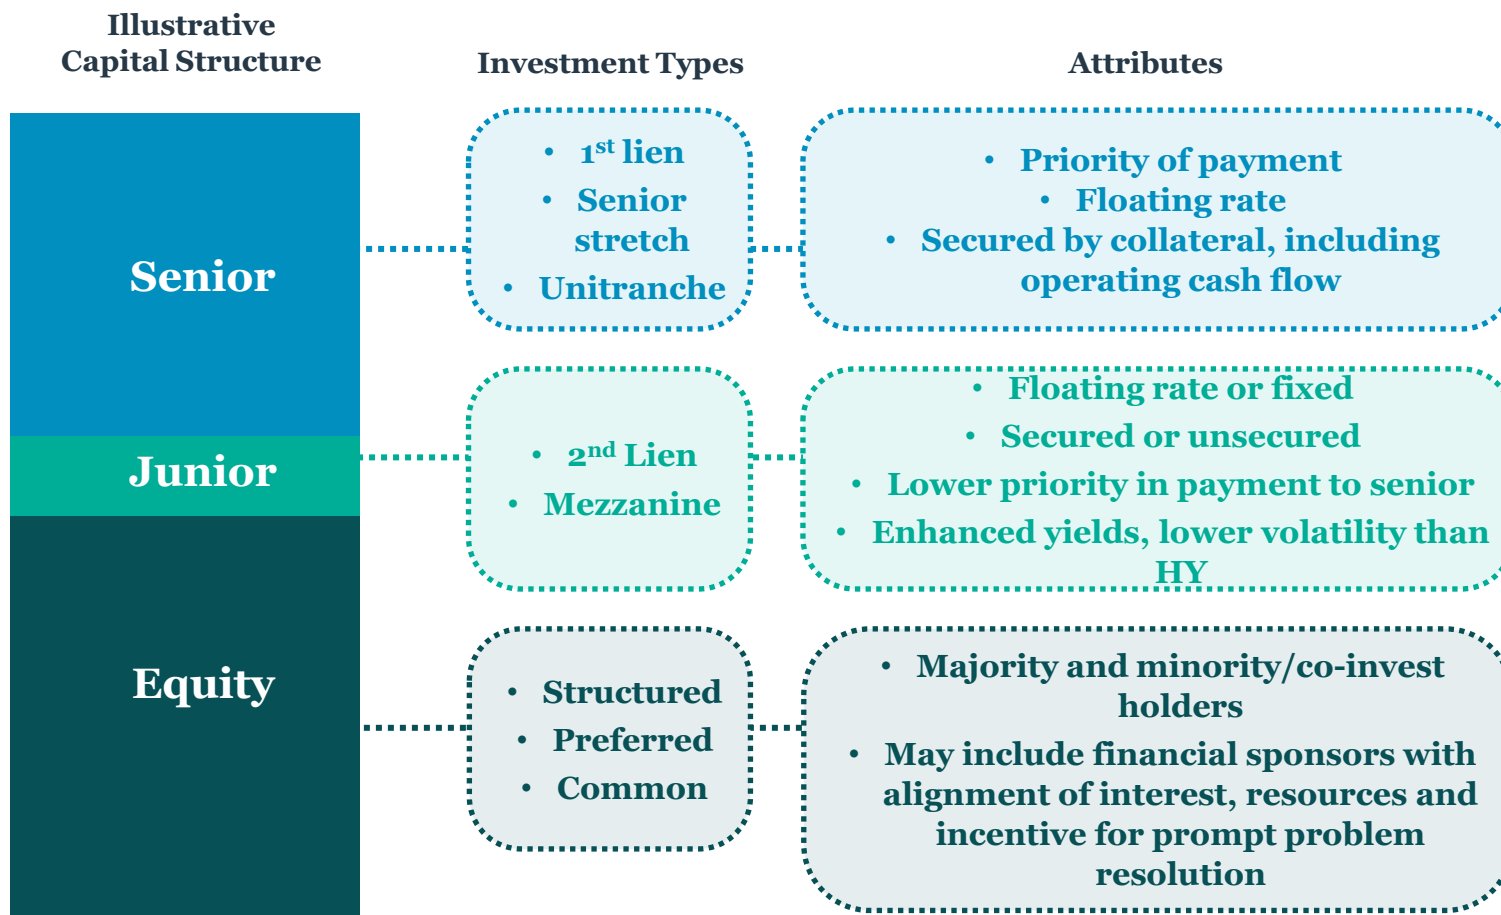 Illustrative
Capital Structure
Investment Types
Attributes
Senior
• 1st lien
• Senior
stretch
• Unitranche
• Priority of payment
• Floating rate
• Secured by collateral, including
operating cash flow
Junior
• 2nd Lien
• Mezzanine
• Floating rate or fixed
• Secured or unsecured
• Lower priority in payment to senior
• Enhanced yields, lower volatility than
HY
Equity
• Structured
• Preferred
• Common
• Majority and minority/co-invest
holders
• May include financial sponsors with
alignment of interest, resources and
incentive for prompt problem
resolution